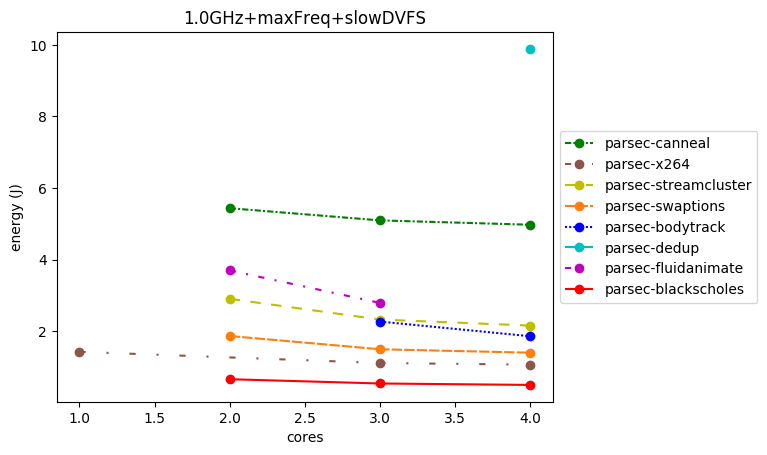 1.0GHz+maxFreq+slowDVFS
energy (J)
10
8
6
4
2
1.0 1.5 2.0 2.5 3.0 3.5 4.0
cores
parsec-canneal
parsec-x264
parsec-streamcluster
parsec-swaptions
parsec-bodytrack
parsec-dedup
parsec-fluidanimate
parsec-blackscholes